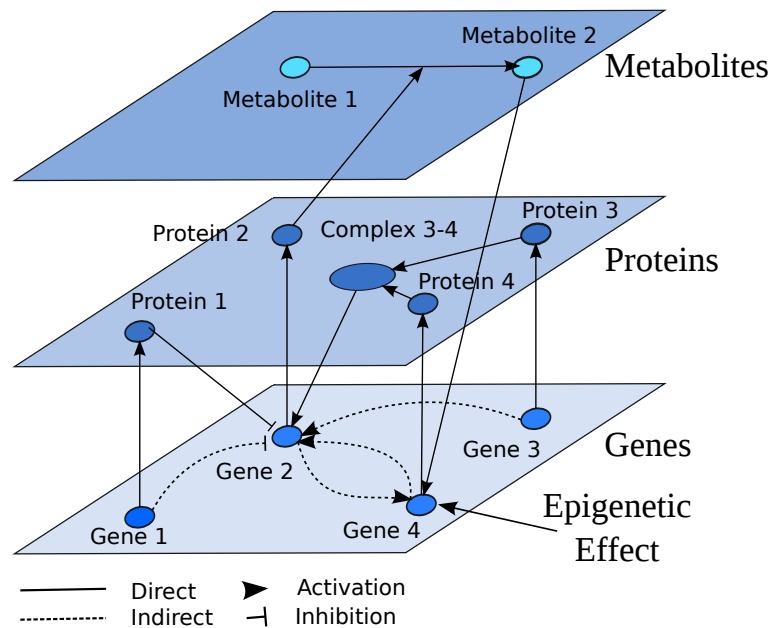 Metabolite 2
Metabolites
Metabolite 1
Protein 3
Protein 2
Complex 3-4
Proteins
Protein 4
Protein 1
Gene 3
Genes
Gene 2
Gene 1
Gene 4
Epigenetic
Effect
Direct
Activation
Indirect
Inhibition